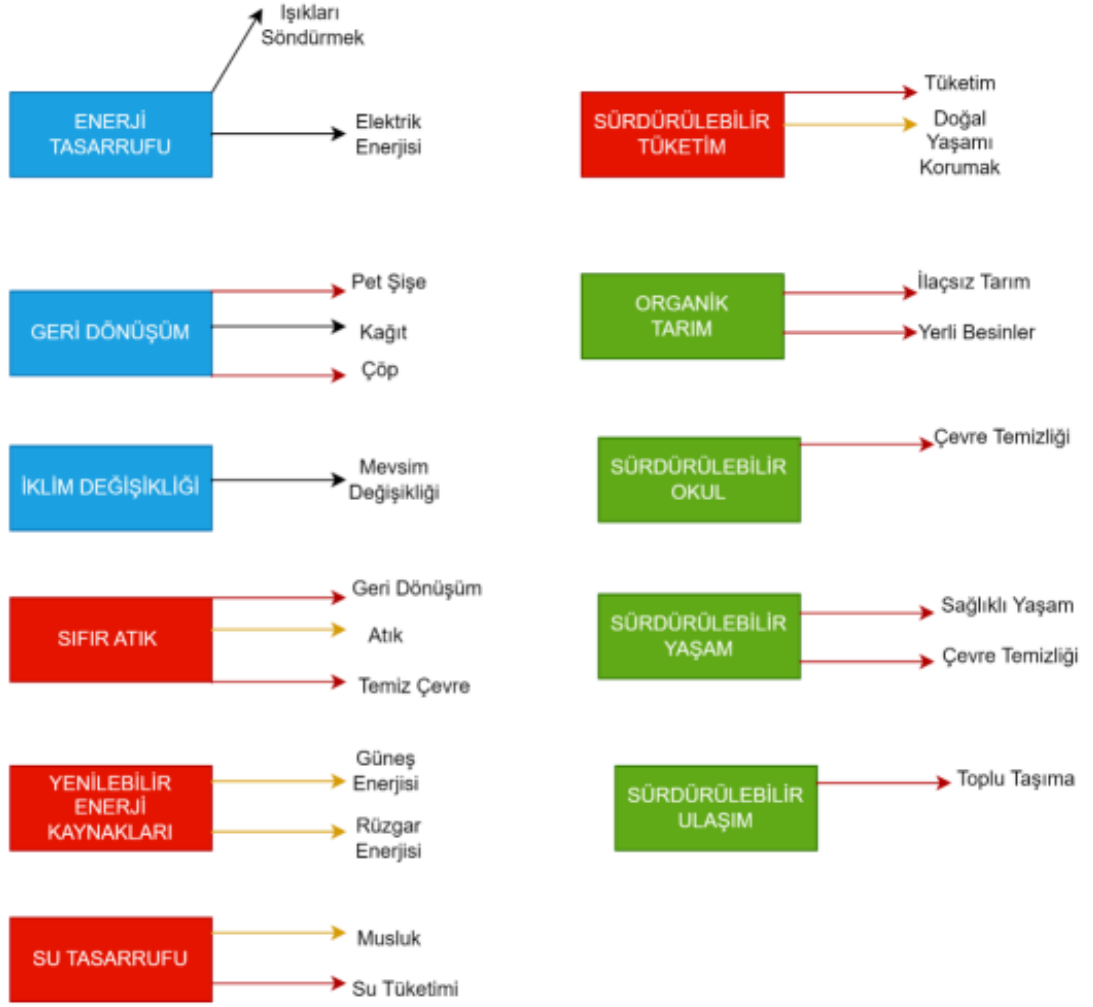 Işıkları
Söndürmek
ENERJİ
TASARRUFU
Elektrik
Enerjisi
GERİ DÖNÜŞÜM
Pet Şişe
Kağıt
Çöp
İKLİM DEĞİŞİKLİĞİ
Mevsim
Değişikliği
SIFIR ATIK
Geri Dönüşüm
Atık
Temiz Çevre
YENİLEBİLİR
ENERJİ
KAYNAKLARI
Güneş
Enerjisi
Rüzgar
Enerjisi
SU TASARRUFU
Musluk
Su Tüketimi
SÜRDÜRÜLEBİLİR
TÜKETİM
Tüketim
Doğal
Yaşamı
Korumak
ORGANİK
TARIM
İlaçsız Tarım
Yerli Besinler
SÜRDÜRÜLEBİLİR
OKUL
Çevre Temizliği
SÜRDÜRÜLEBİLİR
YAŞAM
Sağlıklı Yaşam
Çevre Temizliği
SÜRDÜRÜLEBİLİR
ULAŞIM
Toplu Taşıma